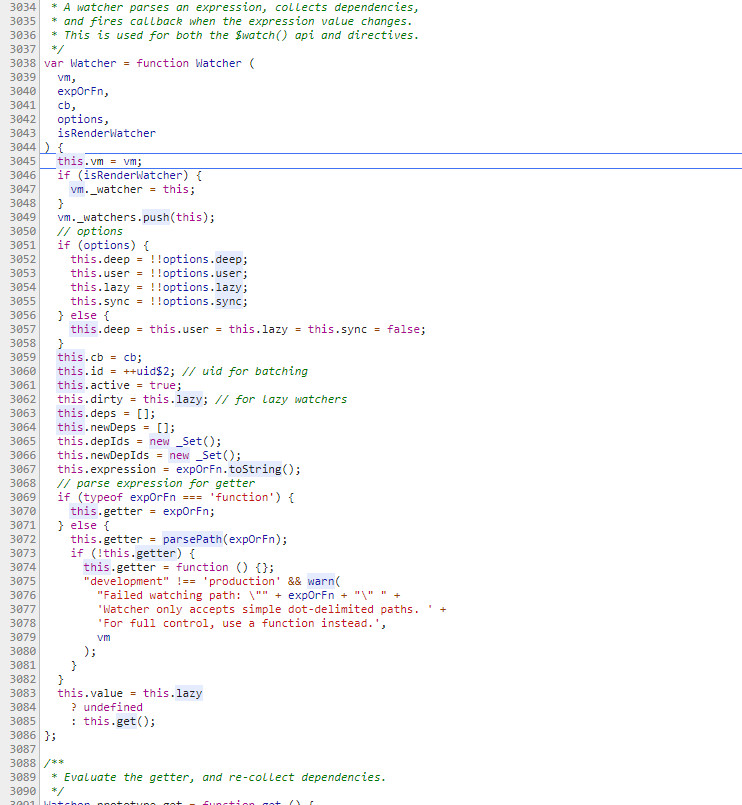 3034 * A watcher parses an expression, collects dependencies,
3035 * and fires callback when the expression value changes.
3036 * This is used for both the $watch() api and directives.
3037 */
3038 var Watcher = function Watcher (
3039 vm,
3040 expOrFn,
3041 cb,
3042 options,
3043 isRenderWatcher
3044 ) {
3045 this.vm = vm;
3046 if (isRenderWatcher) {
3047 vm._watcher = this;
3048 }
3049 vm._watchers.push(this);
3050 // options
3051 if (options) {
3052 this.deep = !!options.deep;
3053 this.user = !!options.user;
3054 this.lazy = !!options.lazy;
3055 this.sync = !!options.sync;
3056 } else {
3057 this.deep = this.user = this.lazy = this.sync = false;
3058 }
3059 this.cb = cb;
3060 this.id = ++uid$2; // uid for batching
3061 this.active = true;
3062 this.dirty = this.lazy; // for lazy watchers
3063 this.deps = [];
3064 this.newDeps = [];
3065 this.depIds = new _Set();
3066 this.newDepIds = new _Set();
3067 this.expression = expOrFn.toString();
3068 // parse expression for getter
3069 if (typeof expOrFn === 'function') {
3070 this.getter = expOrFn;
3071 } else {
3072 this.getter = parsePath(expOrFn);
3073 if (!this.getter) {
3074 this.getter = function () {};
3075 "development" !== 'production' && warn(
3076 "Failed watching path: \"" + expOrFn + "\" " +
3077 'Watcher only accepts simple dot-delimited paths. ' +
3078 'For full control, use a function instead.',
3079 vm
3080 );
3081 }
3082 }
3083 this.value = this.lazy
3084 ? undefined
3085 : this.get();
3086 };
3087
3088 /**
3089 * Evaluate the getter, and re-collect dependencies.
3090 */
3091 Watcher.prototype.get = function get () {